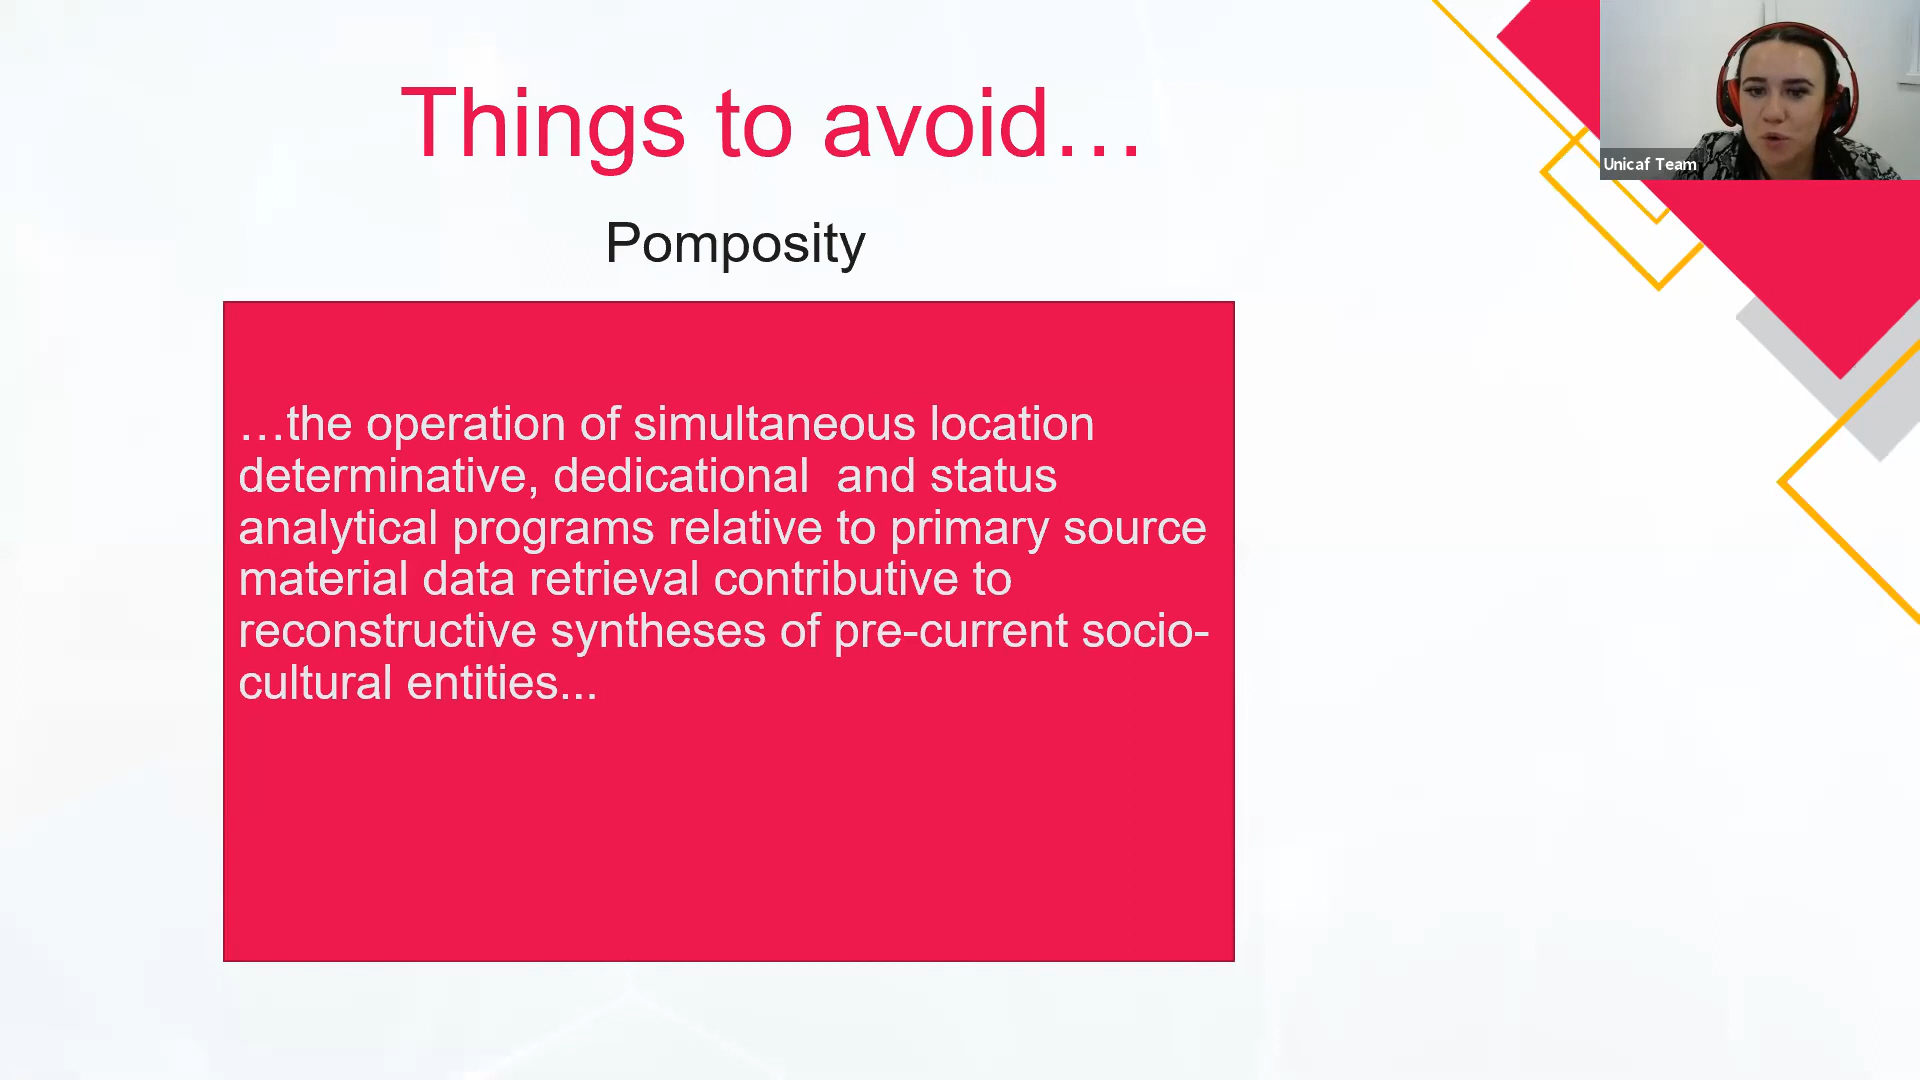 Things to avoid…
Unicaf Team
Pomposity
…the operation of simultaneous location
determinative, dedicational  and status
analytical programs relative to primary source
material data retrieval contributive to
reconstructive syntheses of pre-current socio-
cultural entities...